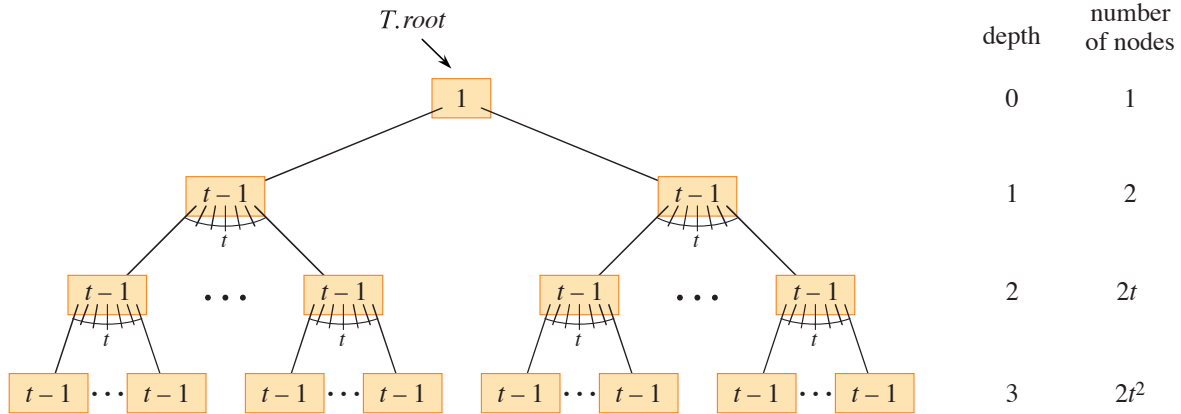 T.root
depth
number
of nodes
1 0 1
t – 1 t – 1 1 2
t t
t – 1 ... t – 1 t – 1 ... t – 1 2 2t
t t t t
t – 1 ... t – 1 t – 1 ... t – 1 t – 1 ... t – 1 t – 1 ... t – 1 3 2t²